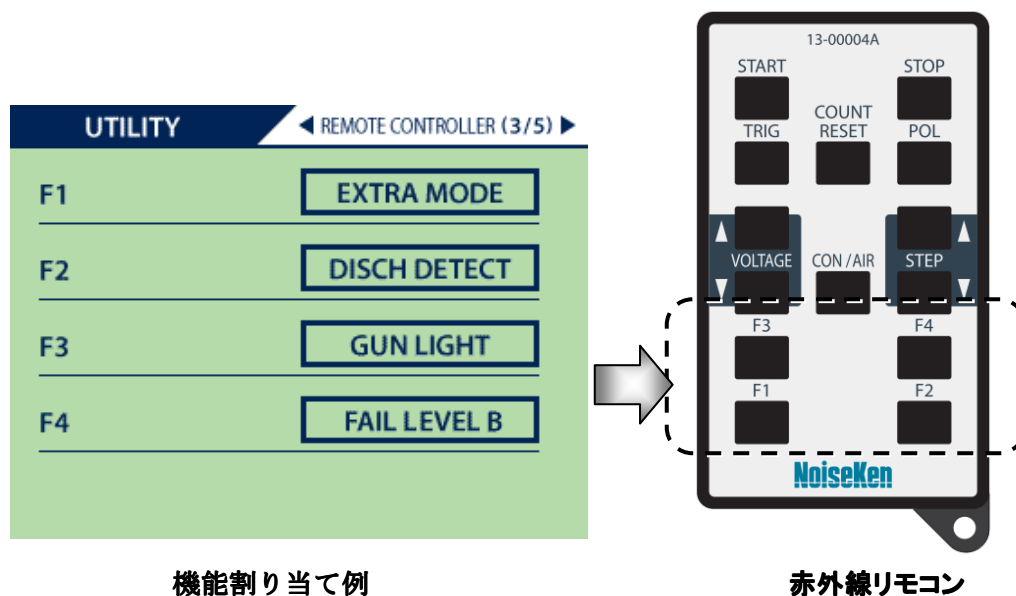 UTILITY
◀ REMOTE CONTROLLER (3/5) ▶
F1 EXTRA MODE
F2 DISCH DETECT
F3 GUN LIGHT
F4 FAIL LEVEL B
機能割り当て例
13-00004A
START STOP
COUNT
TRIG RESET POL
VOLTAGE CON/AIR STEP
F3 F4
F1 F2
NoiseKen
赤外線リモコン